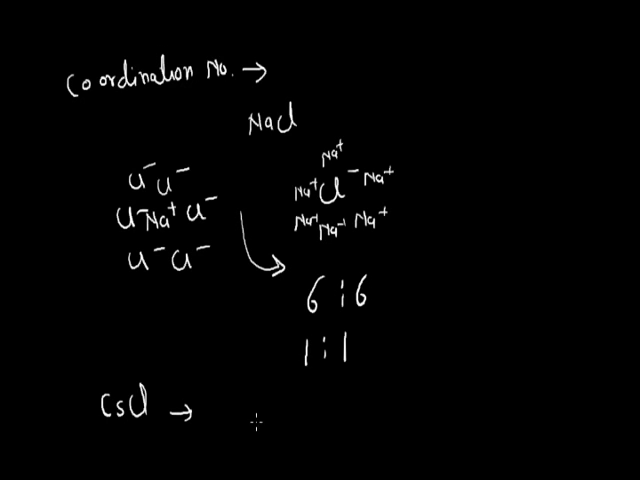 Coordination No. →
NaCl
Na⁺
Cl⁻ Cl⁻ Na⁺ Cl⁻ Na⁺
Cl⁻ Na⁺ Cl⁻ Na⁺ Na⁺ Na⁺
Cl⁻ Cl⁻
6 : 6
1 : 1
CsCl →